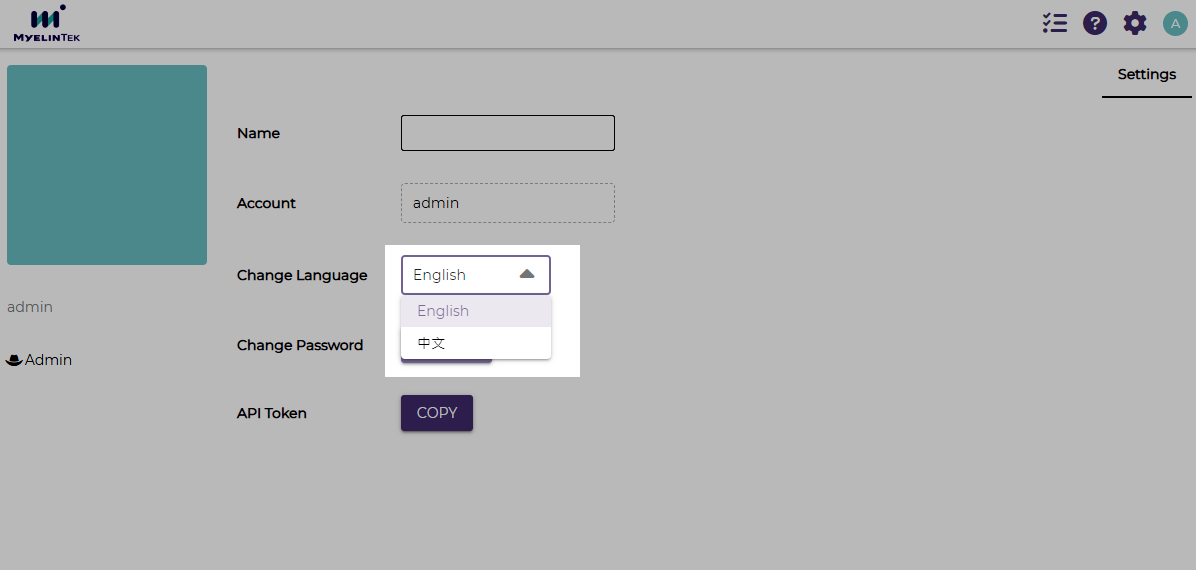 MYELINTEK
A
Settings
Name
Account
admin
Change Language
English
English
中文
Change Password
API Token
COPY
admin
Admin